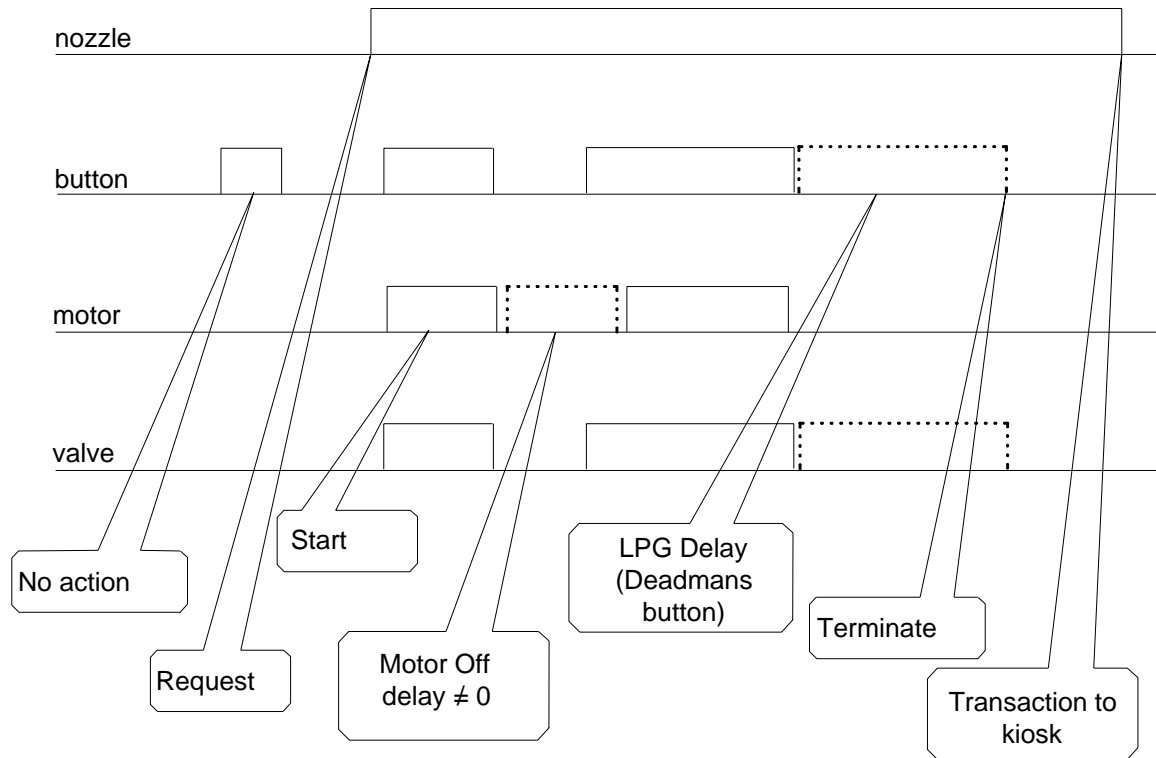 nozzle
button
motor
valve
Start
LPG Delay
(Deadmans
button)
No action
Terminate
Request
Motor Off
delay ≠ 0
Transaction to
kiosk